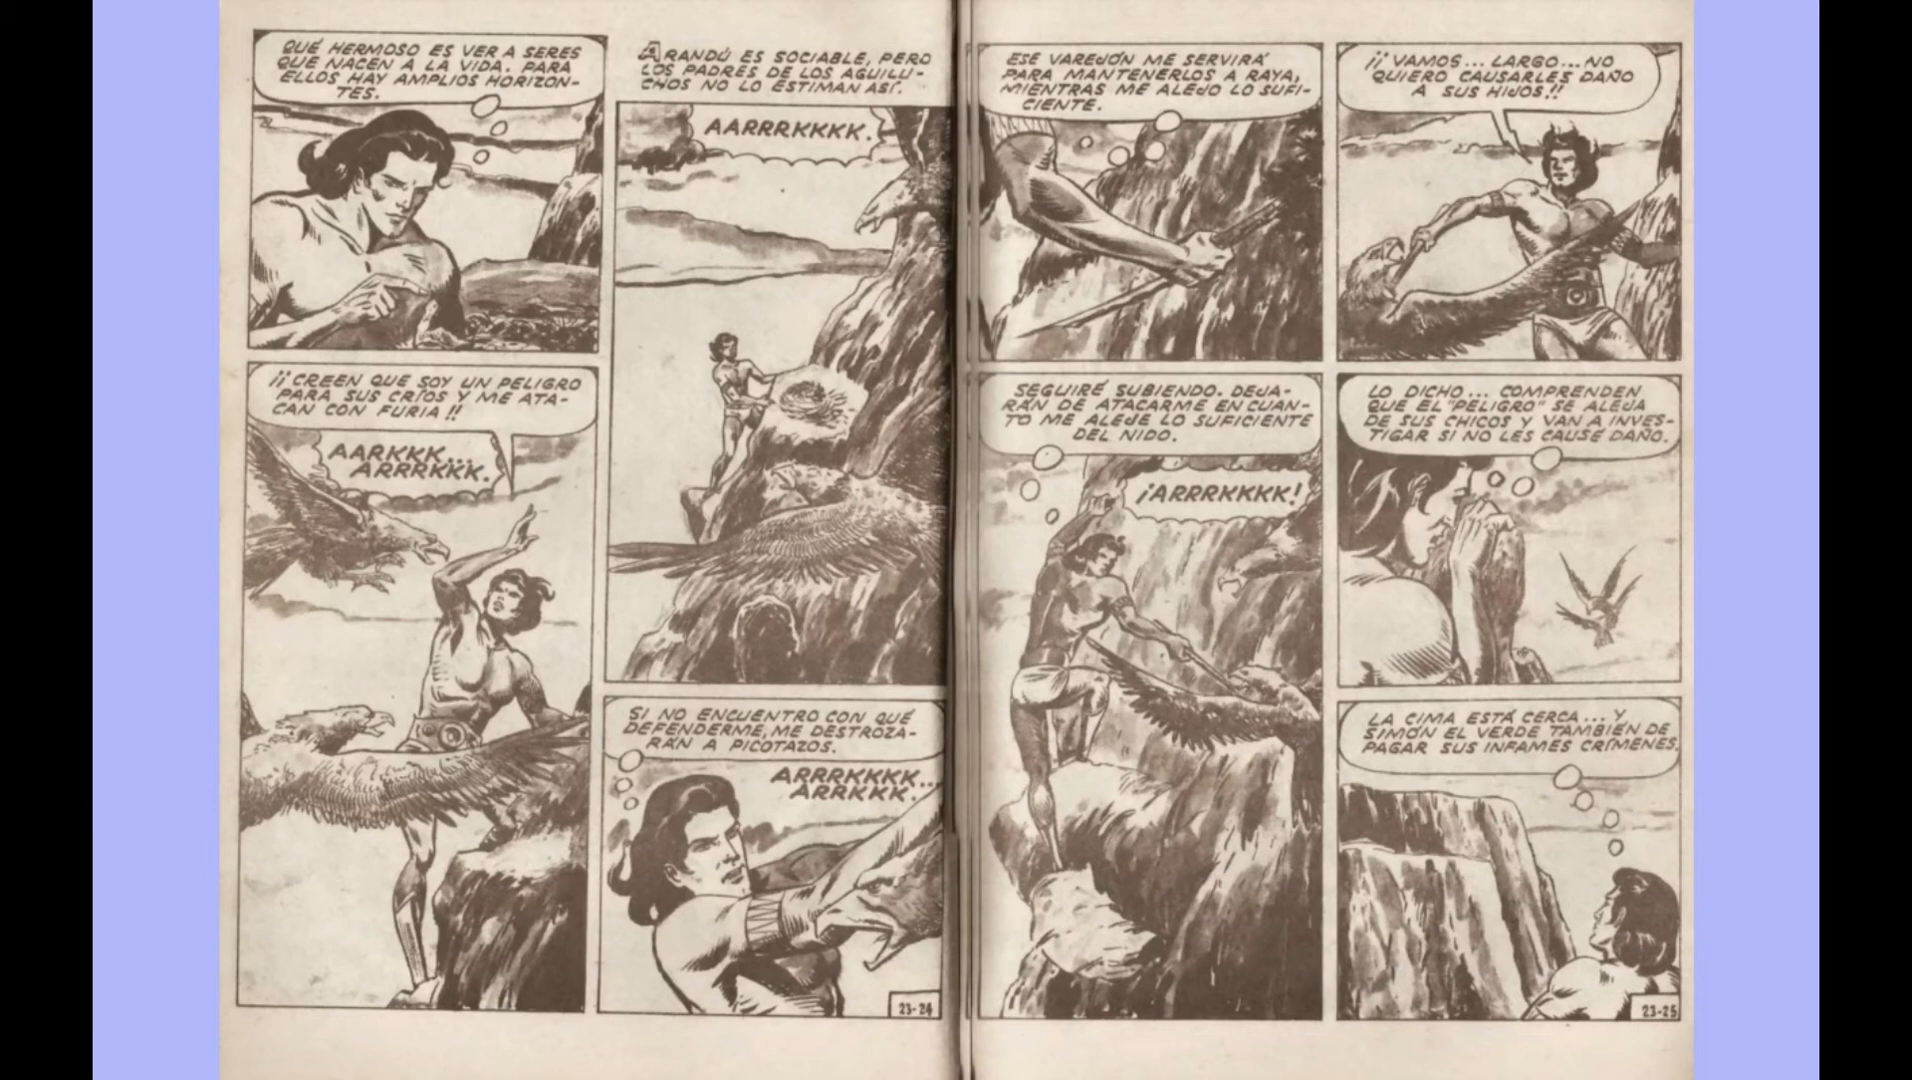 QUÉ HERMOSO ES VER A SERES
QUE NACEN A LA VIDA. PARA
ELLOS HAY AMPLIOS HORIZON-
TES.
ARANDÚ ES SOCIABLE, PERO
LOS PADRES DE LOS AGUILU-
CHOS NO LO ESTIMAN ASÍ.
AARRRKKKK.
¡¡CREEN QUE SOY UN PELIGRO
PARA SUS CRÍOS Y ME ATA-
CAN CON FURIA!!
AARKKK...
ARRRKKK.
SI NO ENCUENTRO CON QUÉ
DEFENDERME, ME DESTROZA-
RÁN A PICOTAZOS.
ARRRKKKK...
ARRKKK.
23-24
ESE VAREJÓN ME SERVIRÁ
PARA MANTENERLOS A RAYA,
MIENTRAS ME ALEJO LO SUFI-
CIENTE.
¡¡VAMOS... LARGO... NO
QUIERO CAUSARLES DAÑO
A SUS HIJOS!!
SEGUIRÉ SUBIENDO. DEJA-
RÁN DE ATACARME EN CUAN-
TO ME ALEJE LO SUFICIENTE
DEL NIDO.
¡ARRRKKKK!
LO DICHO... COMPRENDEN
QUE EL "PELIGRO" SE ALEJA
DE SUS CHICOS Y VAN A INVES-
TIGAR SI NO LES CAUSÉ DAÑO.
LA CIMA ESTÁ CERCA... Y
SIMÓN EL VERDE TAMBIÉN DE
PAGAR SUS INFAMES CRÍMENES.
23-25